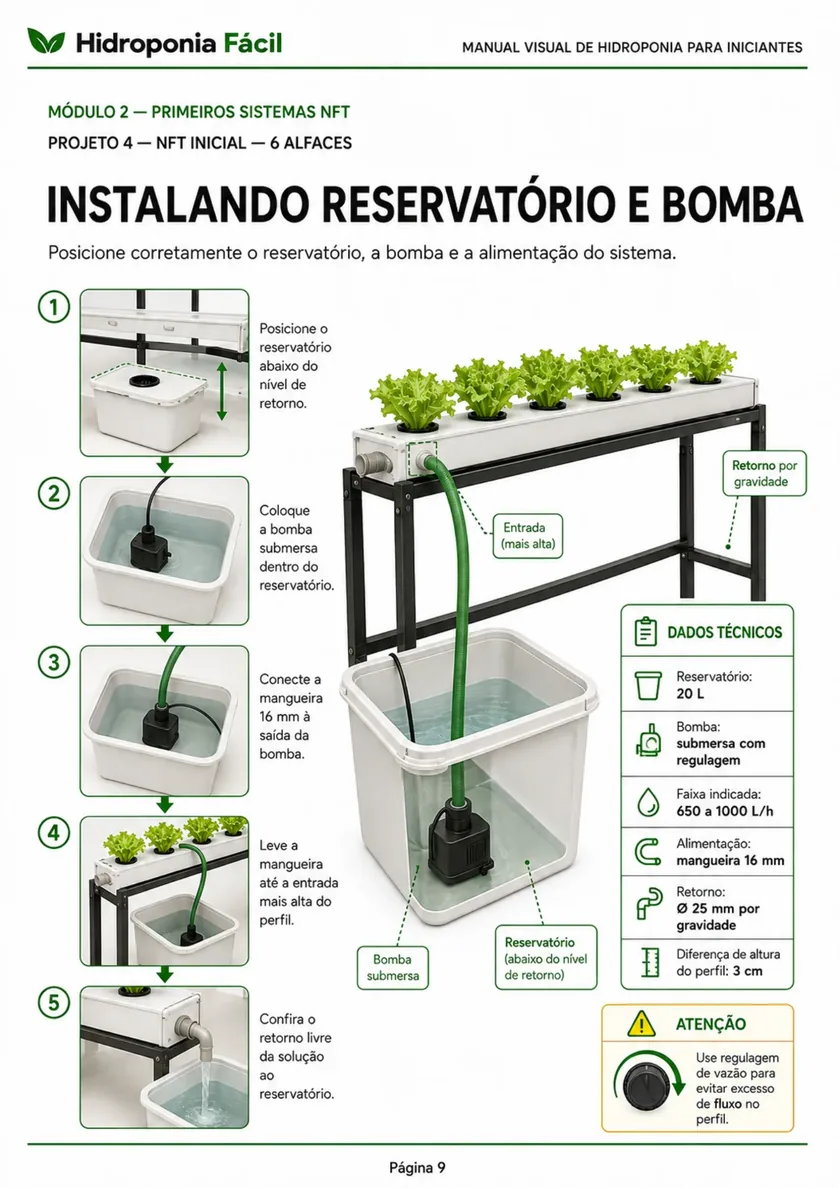 Hidroponia Fácil
MANUAL VISUAL DE HIDROPONIA PARA INICIANTES
MÓDULO 2 — PRIMEIROS SISTEMAS NFT
PROJETO 4 — NFT INICIAL — 6 ALFACES
INSTALANDO RESERVATÓRIO E BOMBA
Posicione corretamente o reservatório, a bomba e a alimentação do sistema.
1
Posicione o
reservatório
abaixo do
nível de
retorno.
2
Coloque
a bomba
submersa
dentro do
reservatório.
3
Conecte a
mangueira
16 mm à
saída da
bomba.
4
Leve a
mangueira
até a entrada
mais alta do
perfil.
5
Confira o
retorno livre
da solução
ao
reservatório.
Retorno por
gravidade
Entrada
(mais alta)
Bomba
submersa
Reservatório
(abaixo do nível
de retorno)
DADOS TÉCNICOS
Reservatório:
20 L
Bomba:
submersa com
regulagem
Faixa indicada:
650 a 1000 L/h
Alimentação:
mangueira 16 mm
Retorno:
Ø 25 mm por
gravidade
Diferença de altura
do perfil: 3 cm
ATENÇÃO
Use regulagem
de vazão para
evitar excesso
de fluxo no
perfil.
Página 9